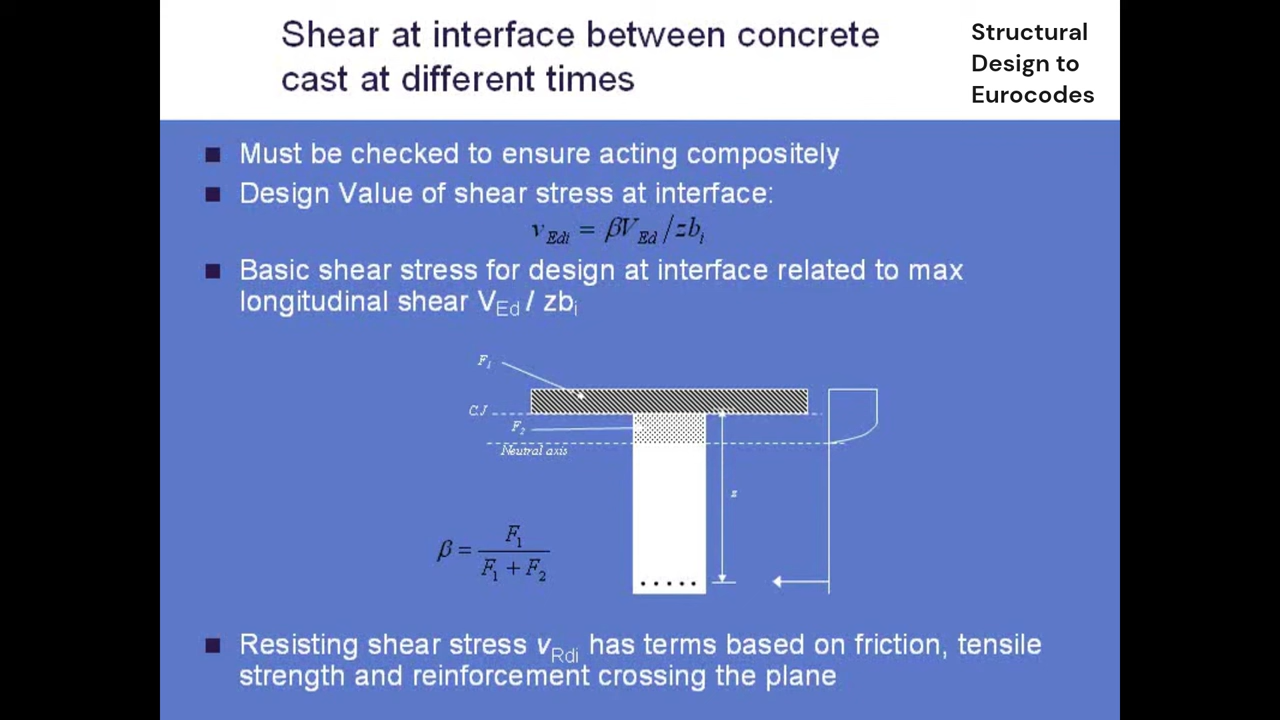 Shear at interface between concrete
cast at different times
Structural
Design to
Eurocodes
■ Must be checked to ensure acting compositely
■ Design Value of shear stress at interface:
v_Edi = βV_Ed / zb_i
■ Basic shear stress for design at interface related to max
longitudinal shear V_Ed / zb_i
F_1
C.J
F_2
Neutral axis
z
β = F_1 / (F_1 + F_2)
■ Resisting shear stress v_Rdi has terms based on friction, tensile
strength and reinforcement crossing the plane